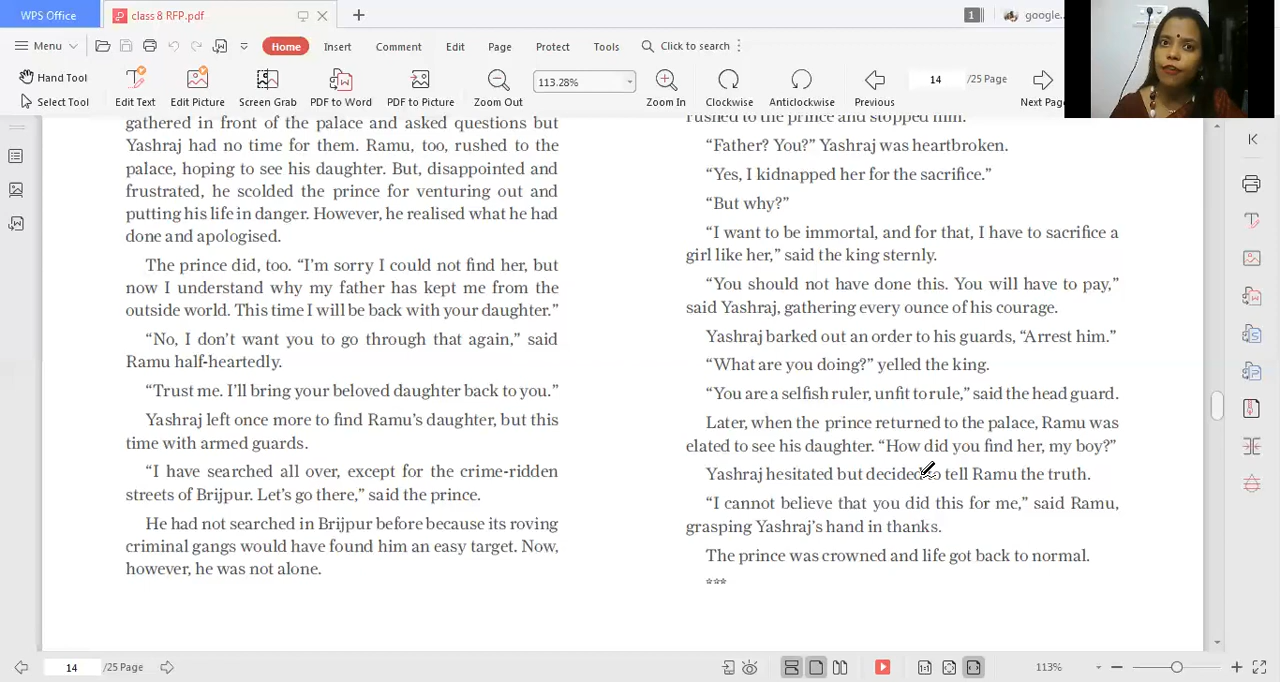 WPS Office
class 8 RFP.pdf
1
google...
Menu
Home
Insert
Comment
Edit
Page
Protect
Tools
Click to search
Hand Tool
Select Tool
Edit Text
Edit Picture
Screen Grab
PDF to Word
PDF to Picture
Zoom Out
113.28%
Zoom In
Clockwise
Anticlockwise
Previous
14
/25 Page
Next Pag
gathered in front of the palace and asked questions but
Yashraj had no time for them. Ramu, too, rushed to the
palace, hoping to see his daughter. But, disappointed and
frustrated, he scolded the prince for venturing out and
putting his life in danger. However, he realised what he had
done and apologised.
The prince did, too. “I’m sorry I could not find her, but
now I understand why my father has kept me from the
outside world. This time I will be back with your daughter.”
“No, I don’t want you to go through that again,” said
Ramu half-heartedly.
“Trust me. I’ll bring your beloved daughter back to you.”
Yashraj left once more to find Ramu’s daughter, but this
time with armed guards.
“I have searched all over, except for the crime-ridden
streets of Brijpur. Let’s go there,” said the prince.
He had not searched in Brijpur before because its roving
criminal gangs would have found him an easy target. Now,
however, he was not alone.
rushed to the prince and stopped him.
“Father? You?” Yashraj was heartbroken.
“Yes, I kidnapped her for the sacrifice.”
“But why?”
“I want to be immortal, and for that, I have to sacrifice a
girl like her,” said the king sternly.
“You should not have done this. You will have to pay,”
said Yashraj, gathering every ounce of his courage.
Yashraj barked out an order to his guards, “Arrest him.”
“What are you doing?” yelled the king.
“You are a selfish ruler, unfit to rule,” said the head guard.
Later, when the prince returned to the palace, Ramu was
elated to see his daughter. “How did you find her, my boy?”
Yashraj hesitated but decided to tell Ramu the truth.
“I cannot believe that you did this for me,” said Ramu,
grasping Yashraj’s hand in thanks.
The prince was crowned and life got back to normal.
***
14
/25 Page
113%